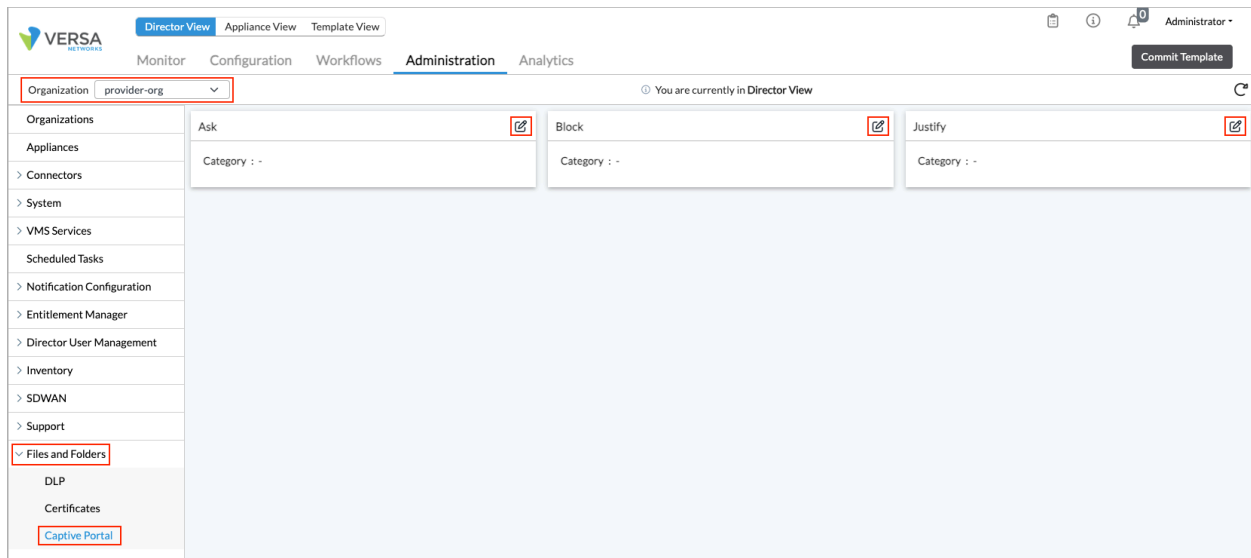 VERSA
NETWORKS
Director View Appliance View Template View
0
Administrator
Monitor Configuration Workflows Administration Analytics
Commit Template
Organization provider-org
You are currently in Director View
Organizations
Appliances
Connectors
System
VMS Services
Scheduled Tasks
Notification Configuration
Entitlement Manager
Director User Management
Inventory
SDWAN
Support
Files and Folders
DLP
Certificates
Captive Portal
Ask
Category : -
Block
Category : -
Justify
Category : -